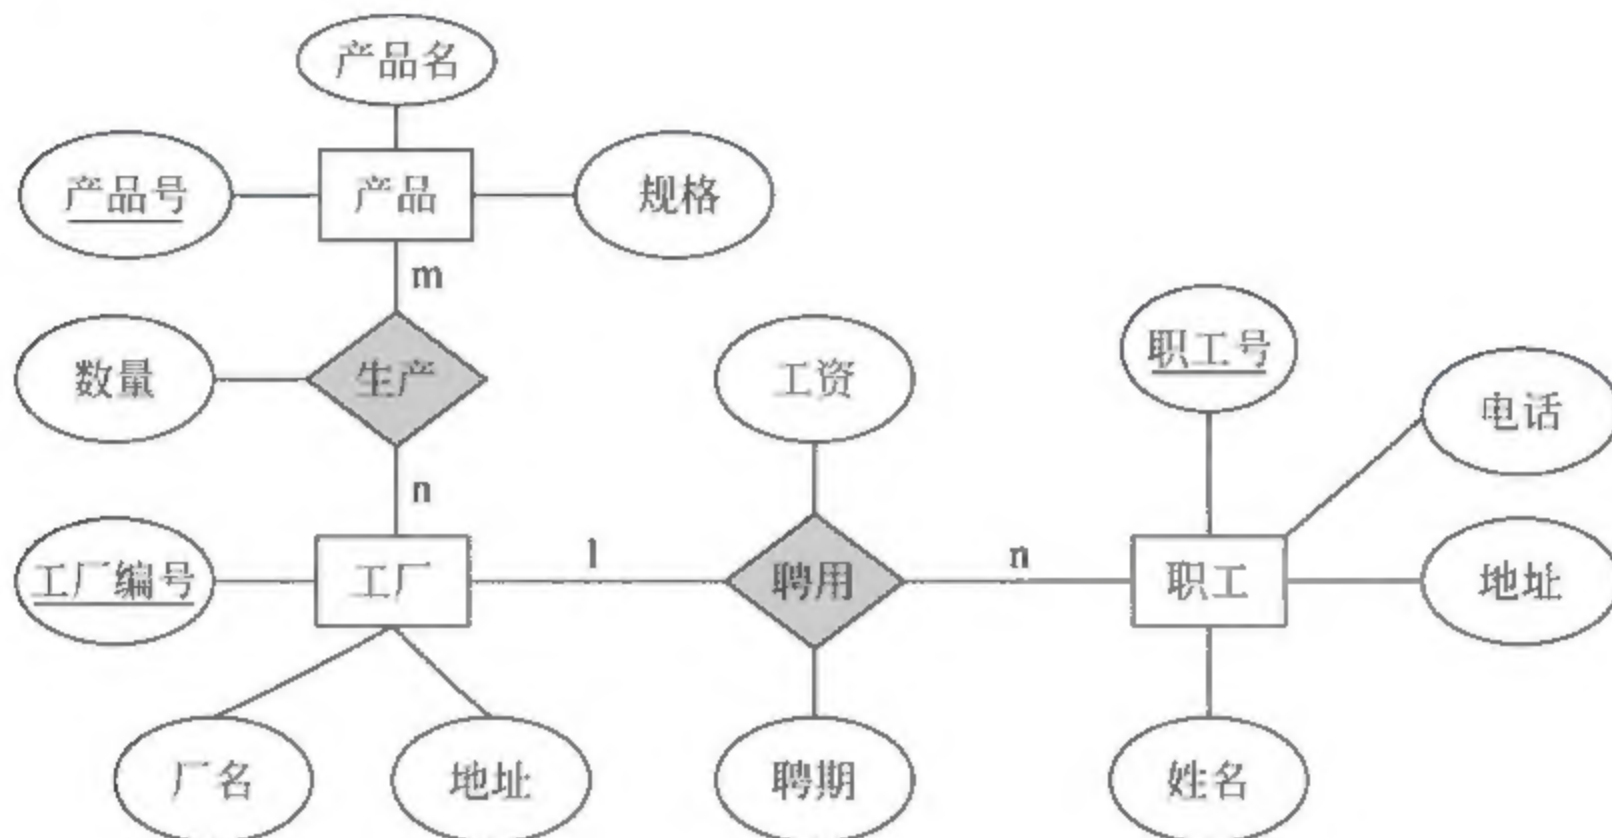 产品名
产品号
产品
规格
m
数量
生产
工资
职工号
电话
n
工厂编号
工厂
1
聘用
n
职工
地址
厂名
地址
聘期
姓名